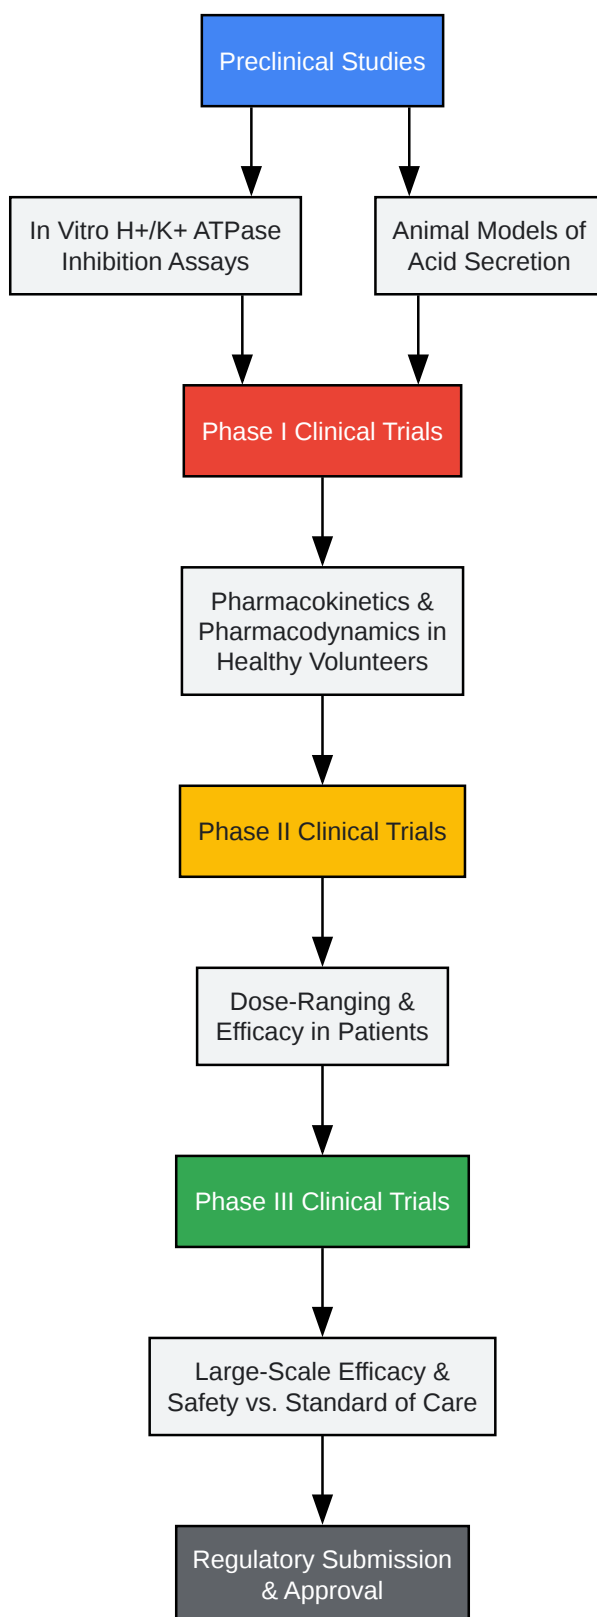 Preclinical Studies
In Vitro H+/K+ ATPase
Inhibition Assays
Animal Models of
Acid Secretion
Phase I Clinical Trials
Pharmacokinetics &
Pharmacodynamics in
Healthy Volunteers
Phase II Clinical Trials
Dose-Ranging &
Efficacy in Patients
Phase III Clinical Trials
Large-Scale Efficacy &
Safety vs. Standard of Care
Regulatory Submission
& Approval